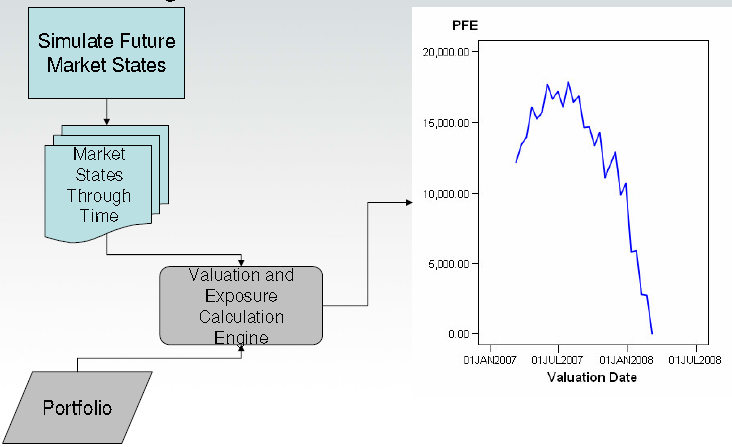 Simulate Future
Market States
Market
States
Through
Time
Valuation and
Exposure
Calculation
Engine
Portfolio
PFE
20,000.00
15,000.00
10,000.00
5,000.00
0.00
01JAN2007 01JUL2007 01JAN2008 01JUL2008
Valuation Date